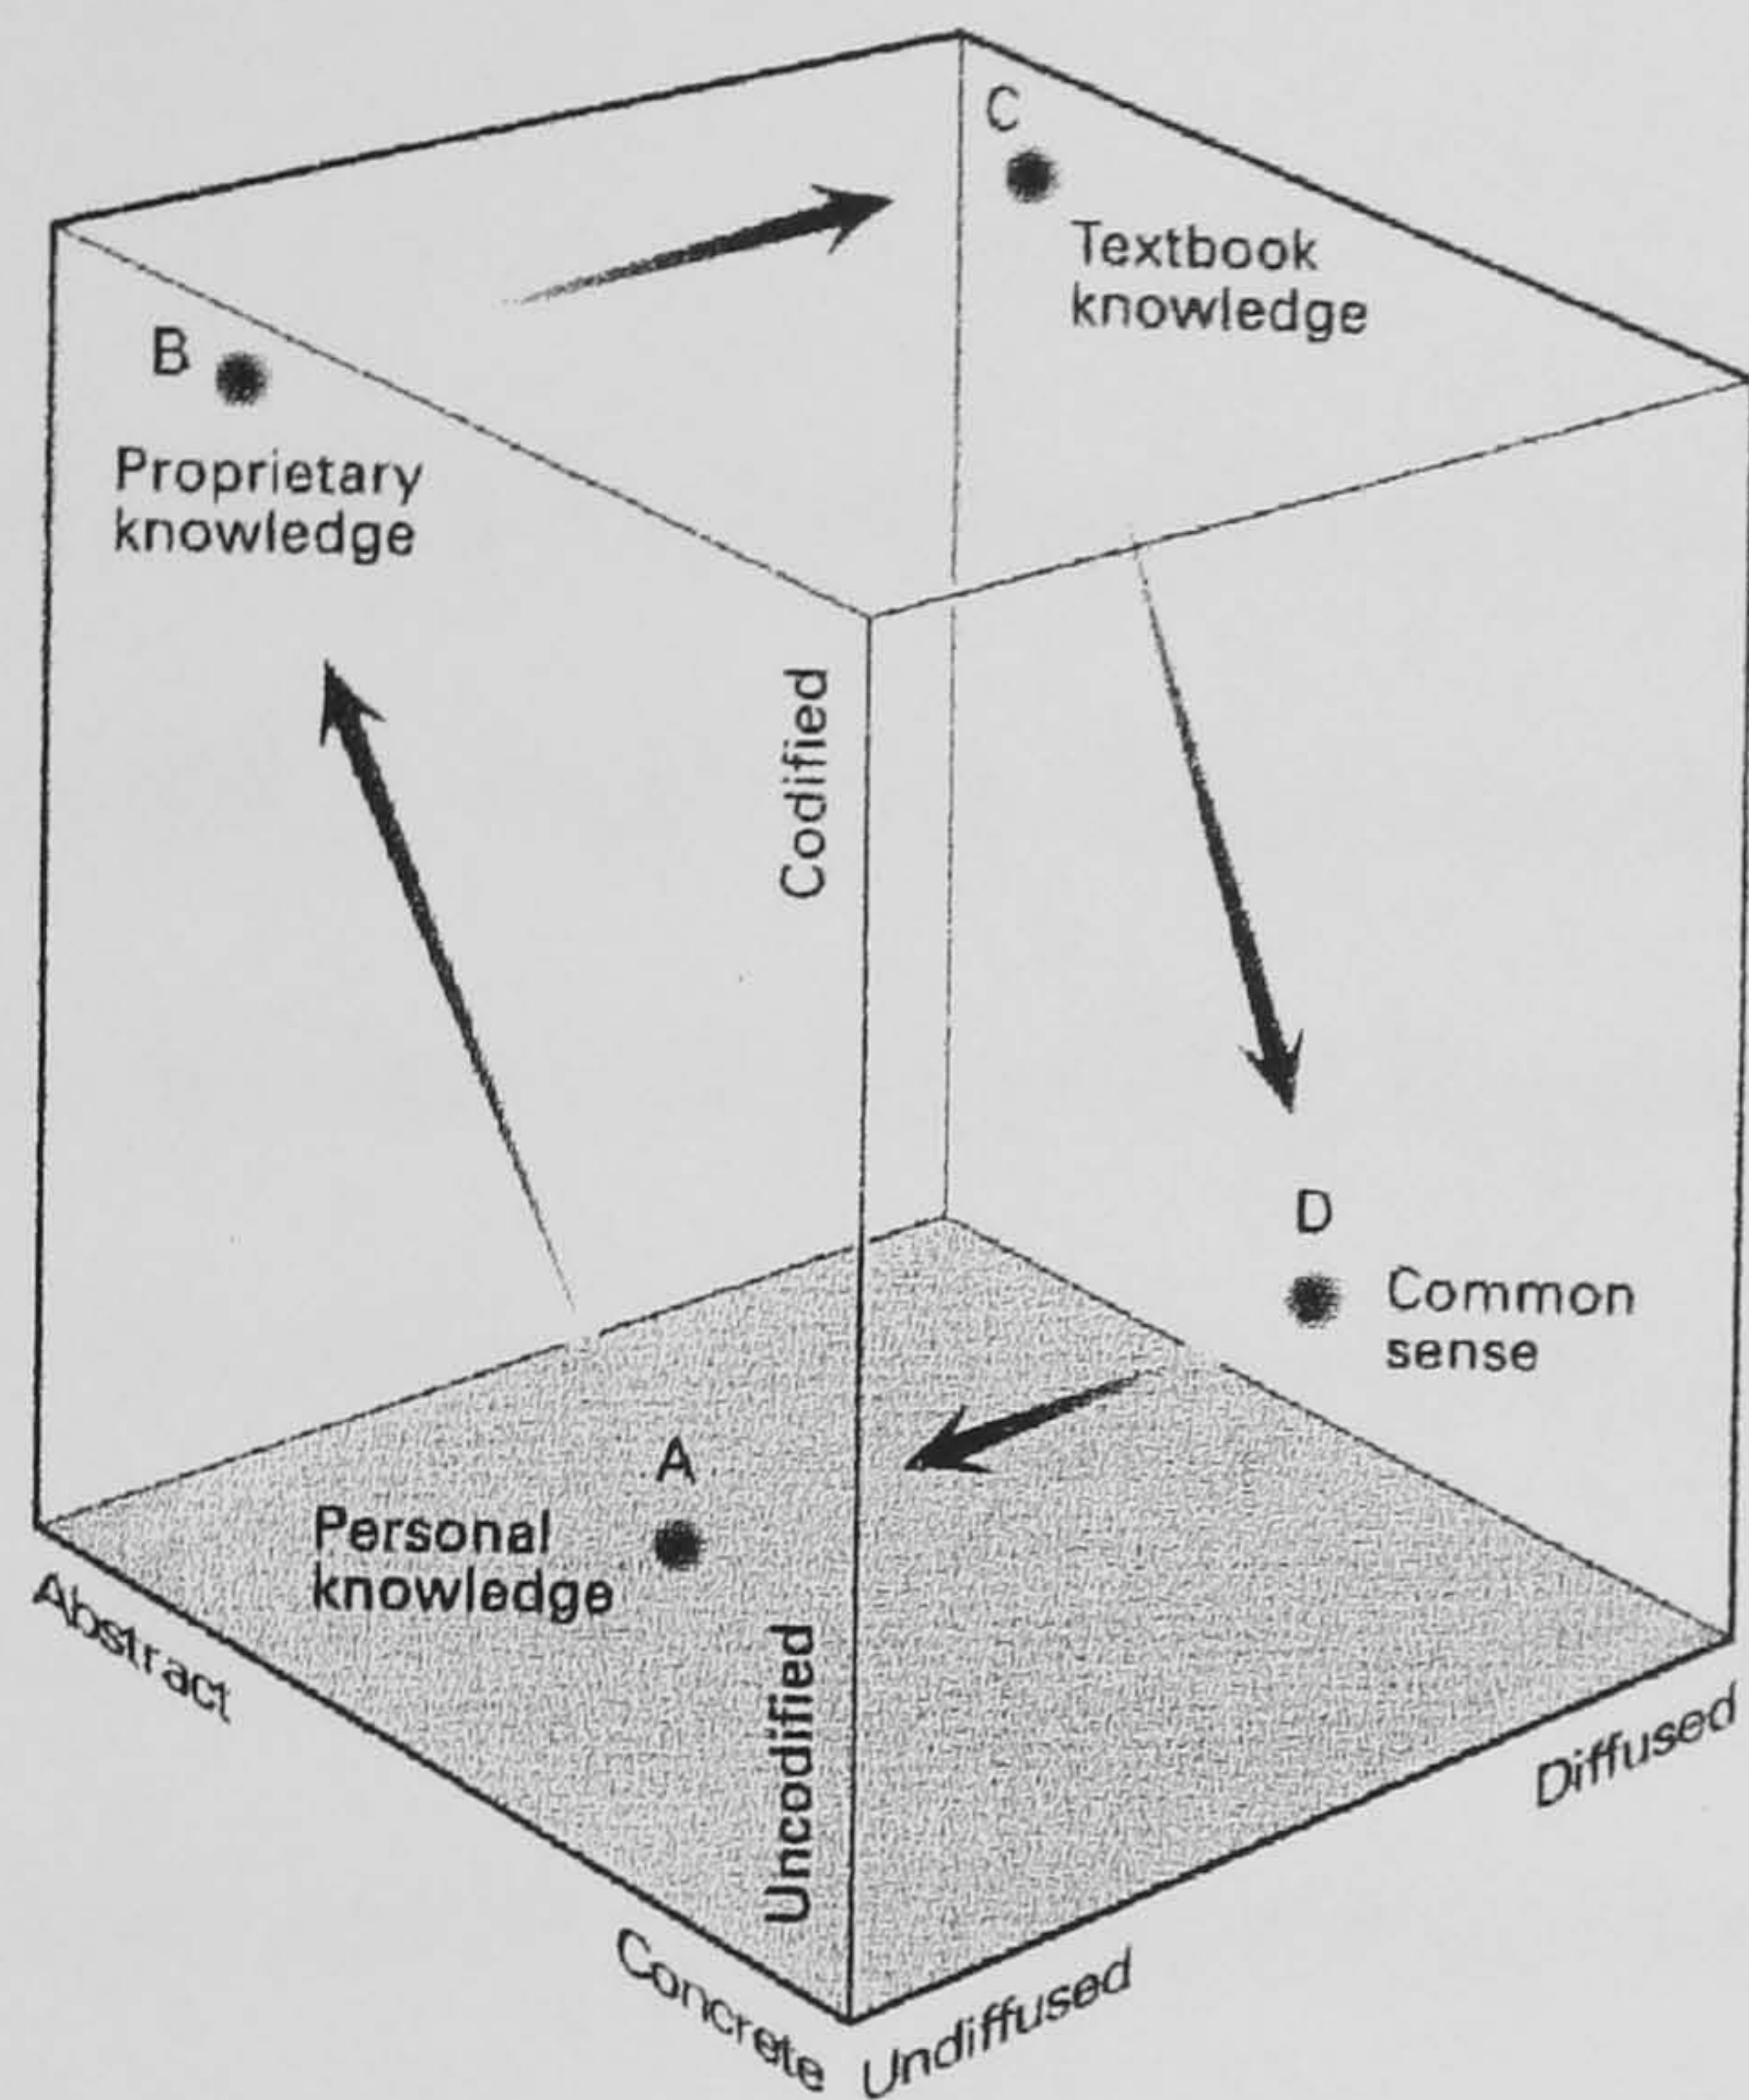 C
Textbook
knowledge
B
Proprietary
knowledge
Codified
D
Common
sense
A
Personal
knowledge
Uncodified
Abstract
Concrete
Undiffused
Diffused